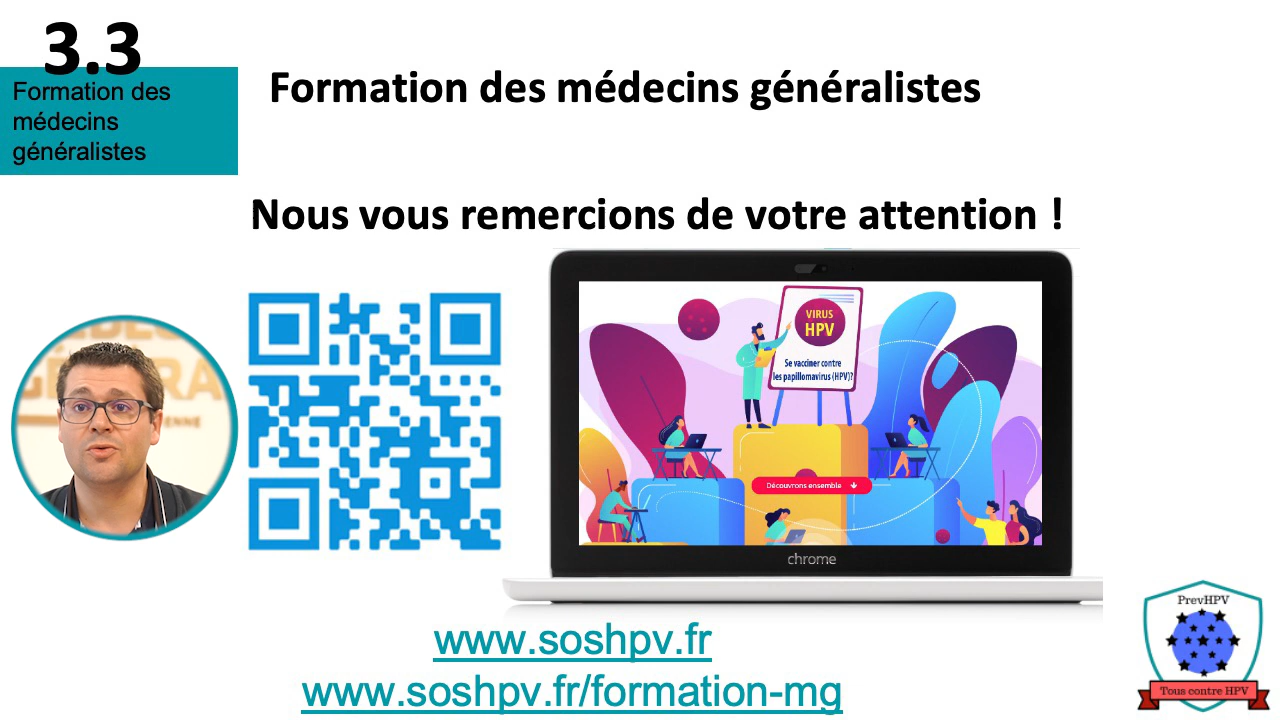 3.3
Formation des
médecins
généralistes
Formation des médecins généralistes
Nous vous remercions de votre attention !
GÉNÉRA
ENNE
VIRUS
HPV
Se vacciner contre
les papillomavirus (HPV)?
Découvrons ensemble
chrome
www.soshpv.fr
www.soshpv.fr/formation-mg
PrevHPV
Tous contre HPV